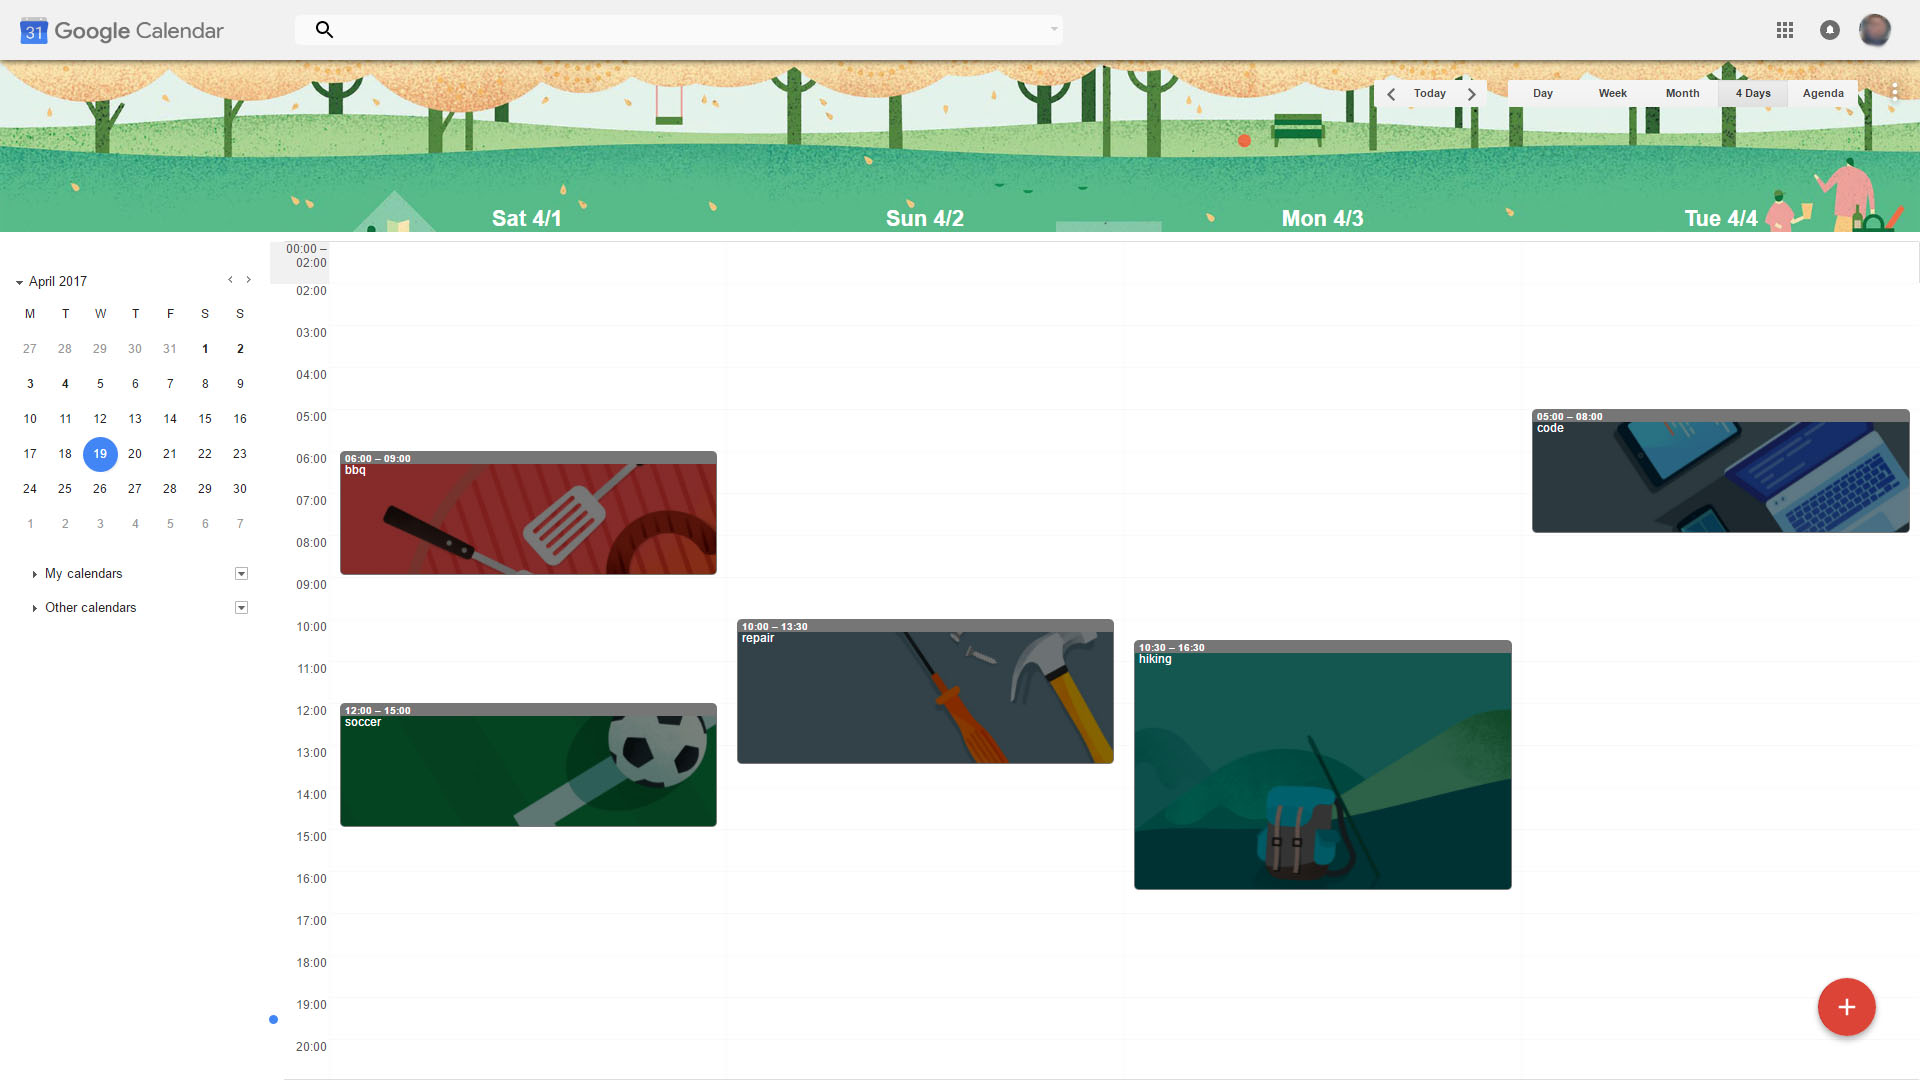 31 Google Calendar
Today
Day Week Month 4 Days Agenda
Sat 4/1 Sun 4/2 Mon 4/3 Tue 4/4
April 2017
M T W T F S S
27 28 29 30 31 1 2
3 4 5 6 7 8 9
10 11 12 13 14 15 16
17 18 19 20 21 22 23
24 25 26 27 28 29 30
1 2 3 4 5 6 7
My calendars
Other calendars
00:00 –
02:00
02:00
03:00
04:00
05:00
06:00
07:00
08:00
09:00
10:00
11:00
12:00
13:00
14:00
15:00
16:00
17:00
18:00
19:00
20:00
06:00 – 09:00
bbq
12:00 – 15:00
soccer
10:00 – 13:30
repair
10:30 – 16:30
hiking
05:00 – 08:00
code
+